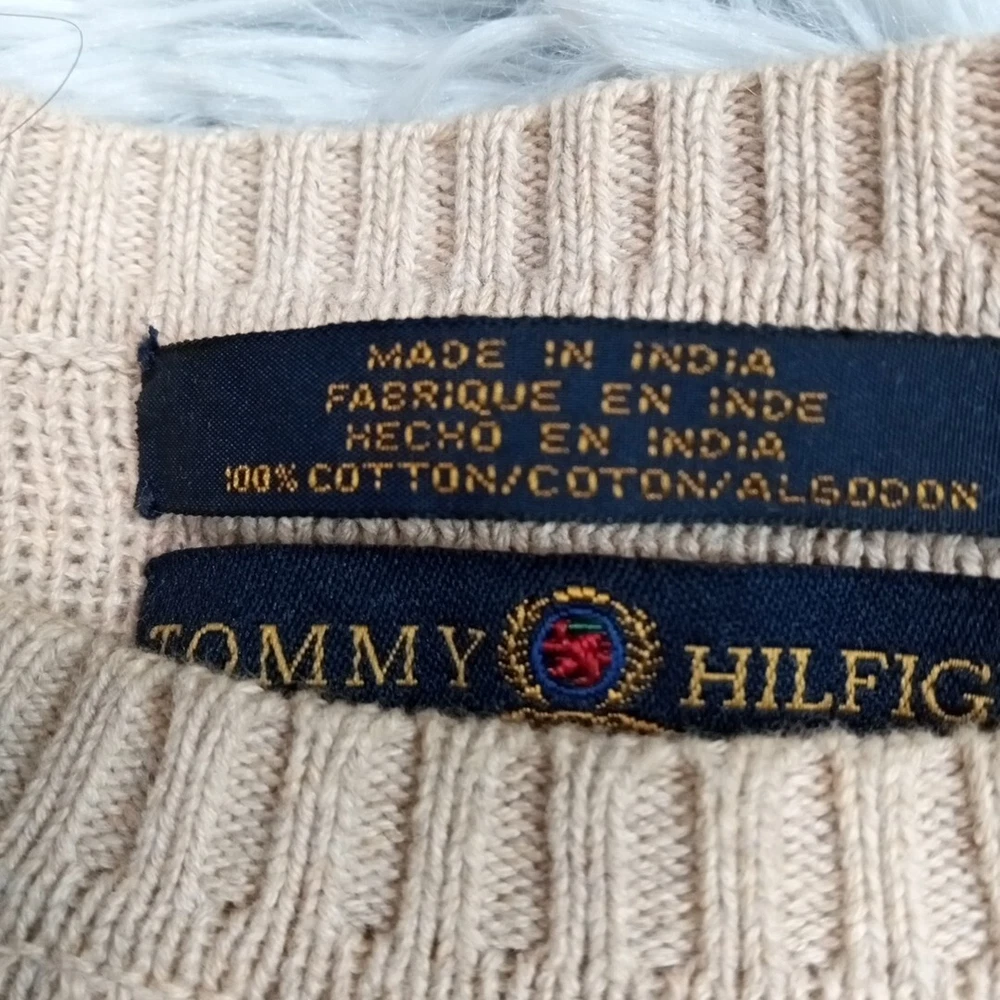 MADE IN INDIA
FABRIQUE EN INDE
HECHO EN INDIA
100% COTTON/COTON/ALGODON
TOMMY HILFIG